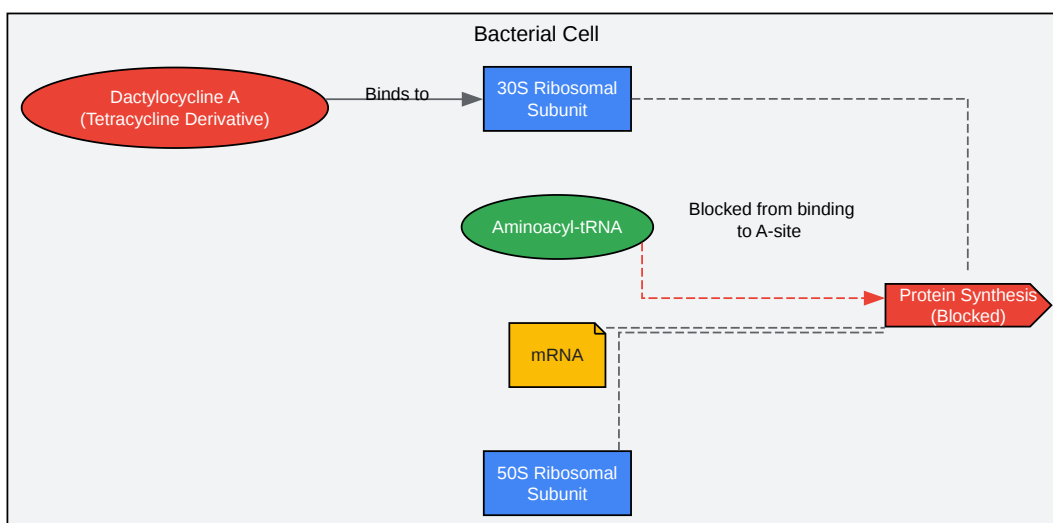 Bacterial Cell
Dactylocycline A
(Tetracycline Derivative)
Binds to
30S Ribosomal
Subunit
Aminoacyl-tRNA
Blocked from binding
to A-site
Protein Synthesis
(Blocked)
mRNA
50S Ribosomal
Subunit